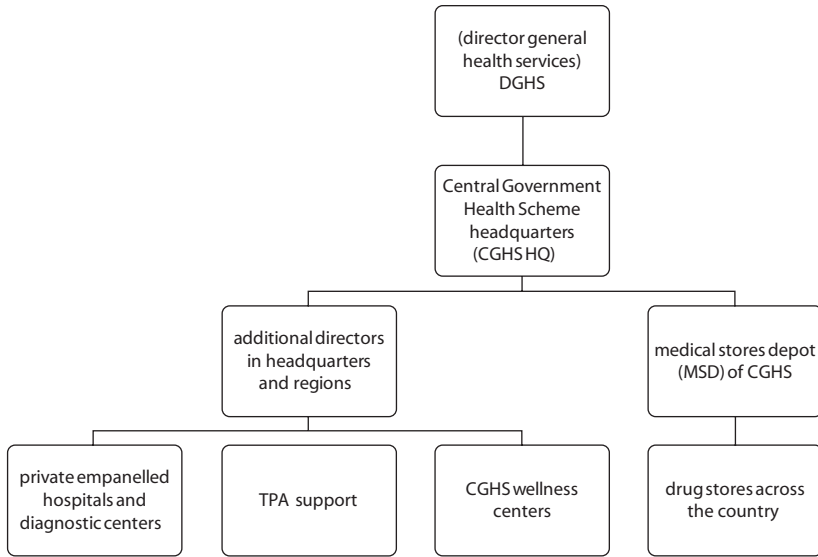 (director general
health services)
DGHS
Central Government
Health Scheme
headquarters
(CGHS HQ)
additional directors
in headquarters
and regions
medical stores depot
(MSD) of CGHS
private empanelled
hospitals and
diagnostic centers
TPA support
CGHS wellness
centers
drug stores across
the country